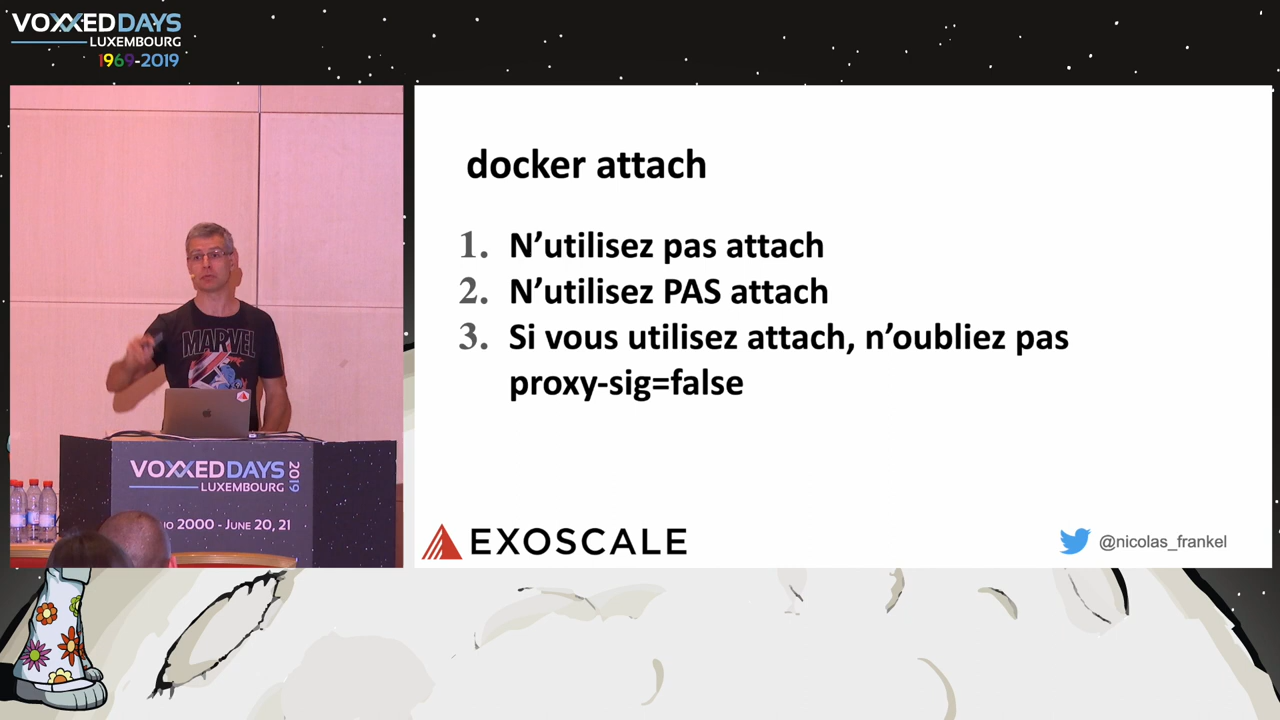 VOXXEDDAYS
LUXEMBOURG
1969-2019
docker attach
1. N’utilisez pas attach
2. N’utilisez PAS attach
3. Si vous utilisez attach, n’oubliez pas
proxy-sig=false
EXOSCALE
@nicolas_frankel
MARVEL
VOXXEDDAYS
LUXEMBOURG
2019
2000 - JUNE 20, 21